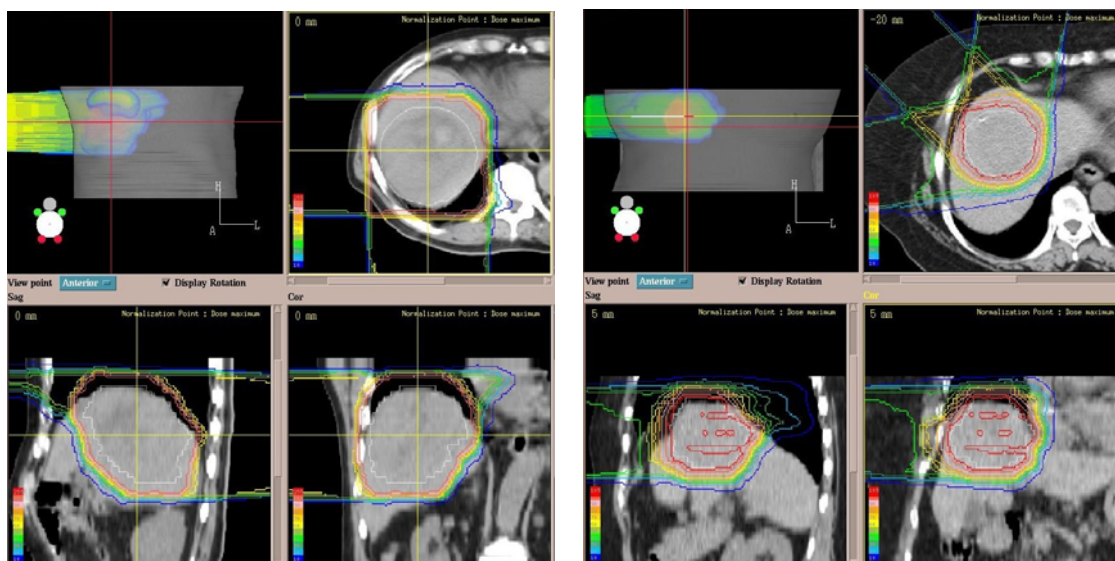 0 mm
Normalization Point : Dose maximum
H
A
L
View point
Anterior
Display Rotation
Sag
Cor
0 mm
Normalization Point : Dose maximum
0 mm
Normalization Point : Dose maximum
-20 mm
Normalization Point : Dose maximum
H
A
L
View point
Anterior
Display Rotation
Sag
Cor
5 mm
Normalization Point : Dose maximum
5 mm
Normalization Point : Dose maximum